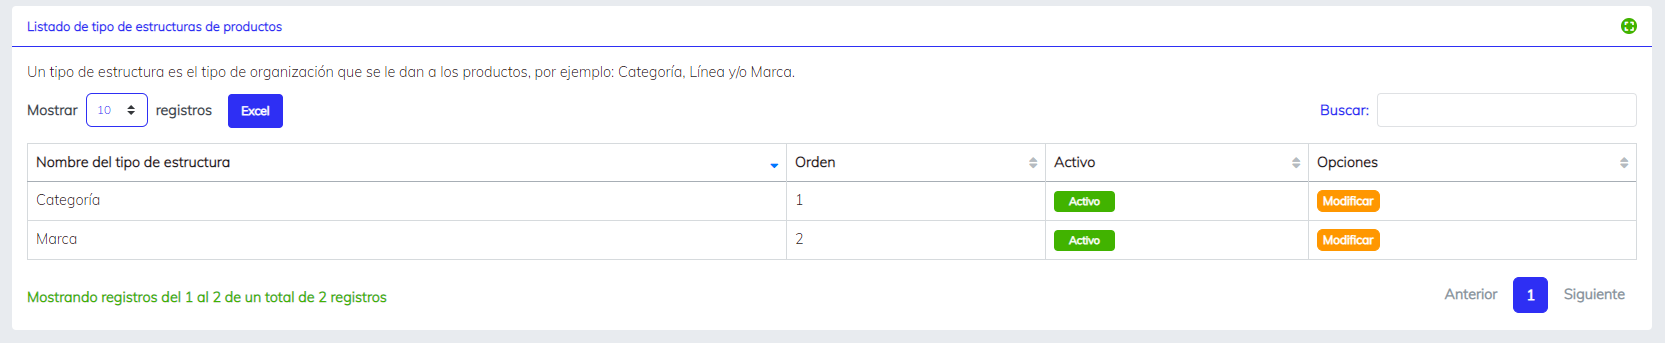 Listado de tipo de estructuras de productos
Un tipo de estructura es el tipo de organización que se le dan a los productos, por ejemplo: Categoría, Línea y/o Marca.
Mostrar 10 registros Excel Buscar:
Nombre del tipo de estructura Orden Activo Opciones
Categoría 1 Activo Modificar
Marca 2 Activo Modificar
Mostrando registros del 1 al 2 de un total de 2 registros Anterior 1 Siguiente